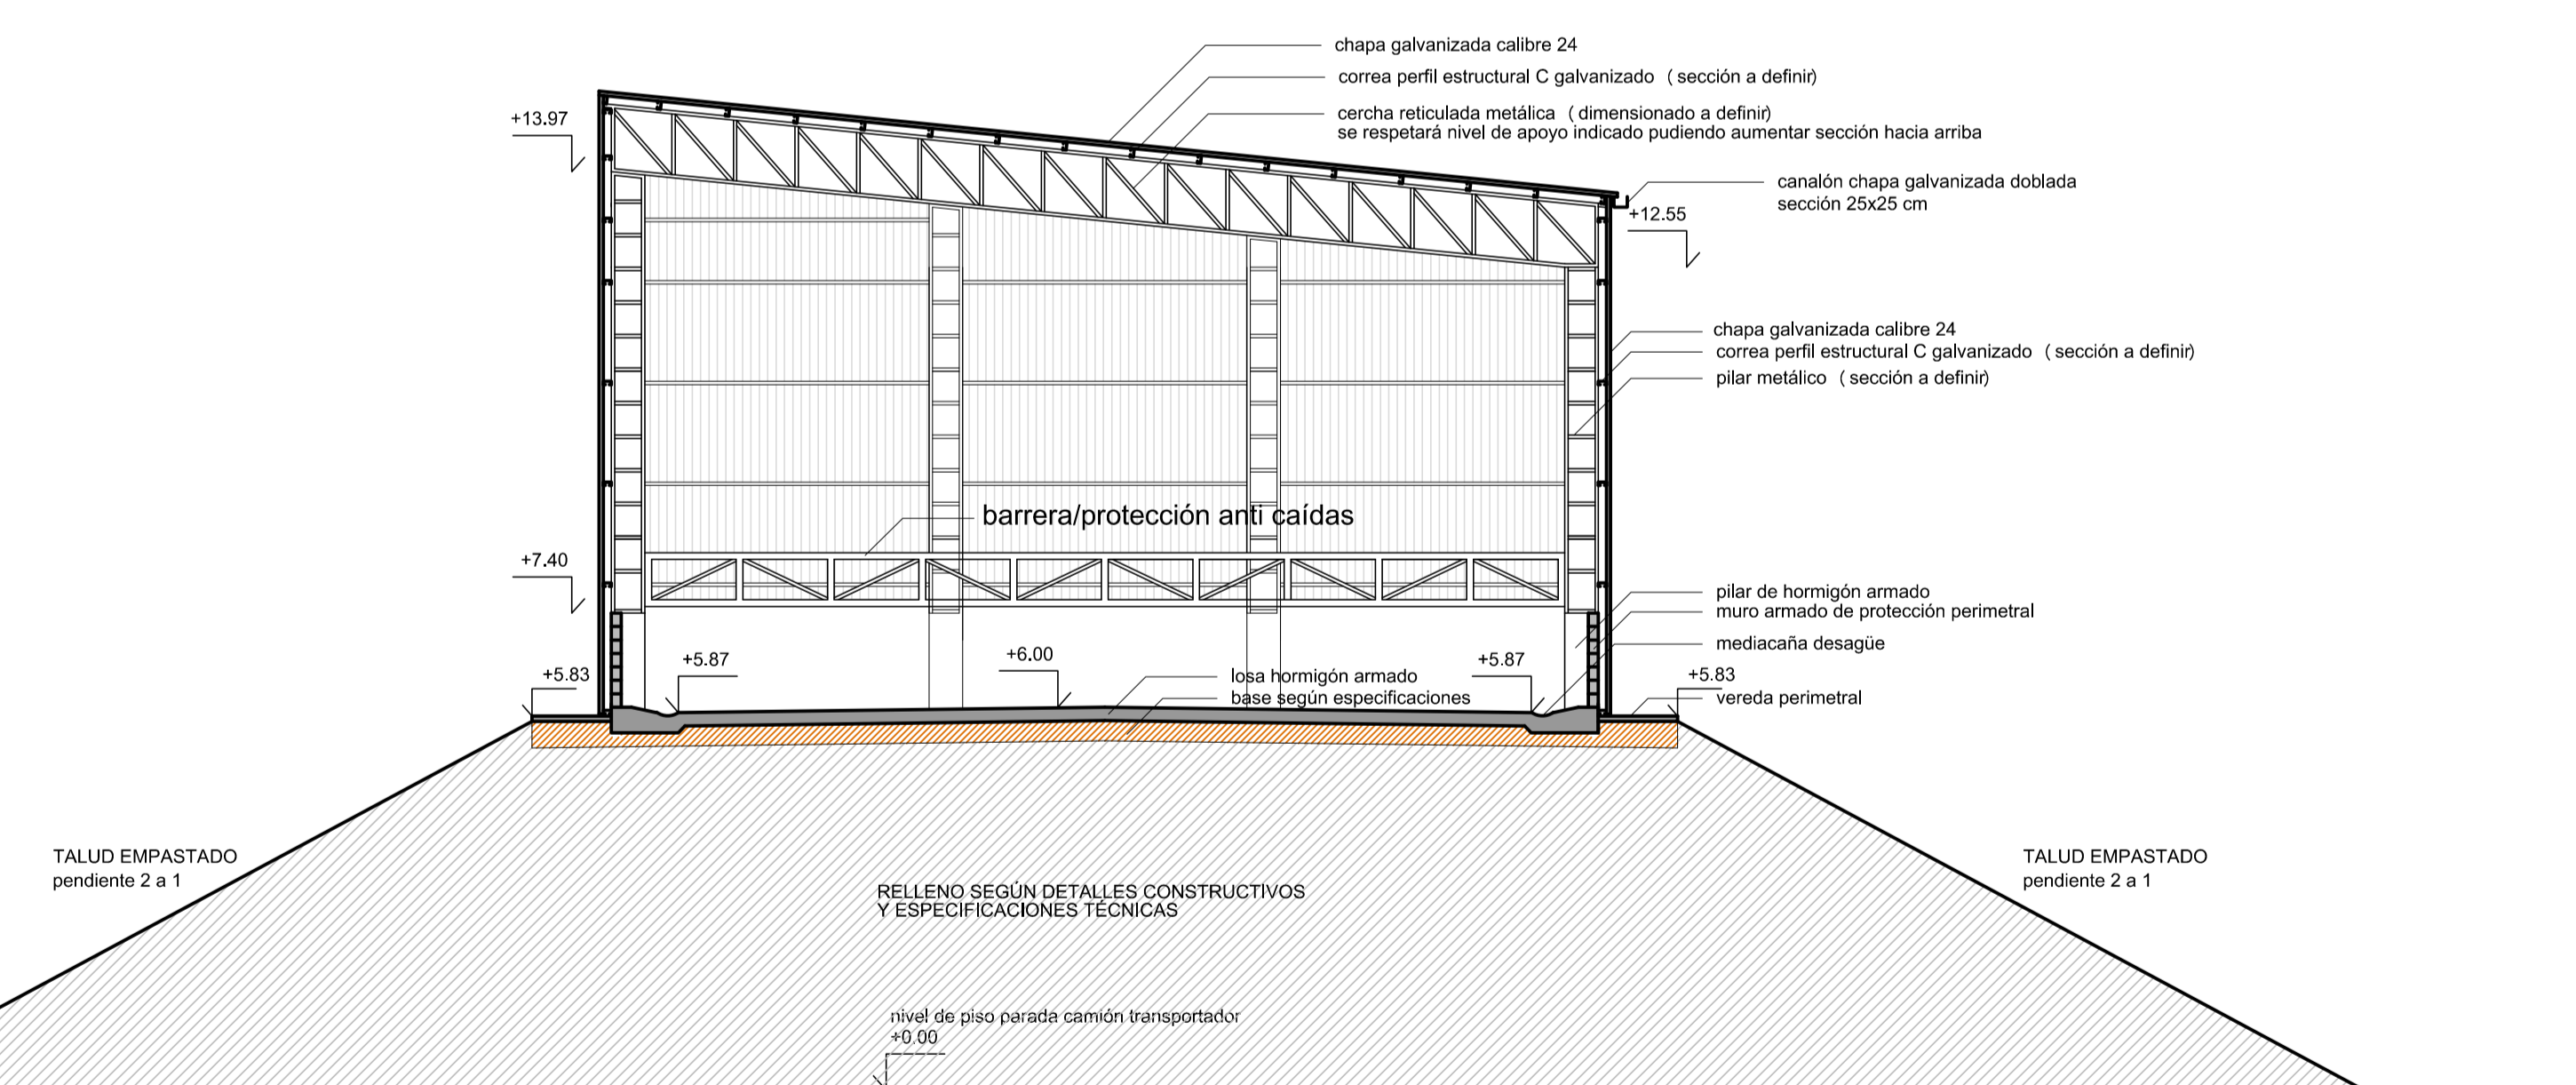 chapa galvanizada calibre 24
correa perfil estructural C galvanizado ( sección a definir)
+13.97
cercha reticulada metálica ( dimensionado a definir)
se respetará nivel de apoyo indicado pudiendo aumentar sección hacia arriba
canalón chapa galvanizada doblada
sección 25x25 cm
+12.55
chapa galvanizada calibre 24
correa perfil estructural C galvanizado ( sección a definir)
pilar metálico ( sección a definir)
barrera/protección anti caídas
+7.40
pilar de hormigón armado
muro armado de protección perimetral
mediacaña desagüe
+5.83
+5.87
+6.00
+5.87
+5.83
losa hormigón armado
base según especificaciones
vereda perimetral
TALUD EMPASTADO
pendiente 2 a 1
TALUD EMPASTADO
pendiente 2 a 1
RELLENO SEGÚN DETALLES CONSTRUCTIVOS
Y ESPECIFICACIONES TÉCNICAS
nivel de piso parada camión transportador
+0.00